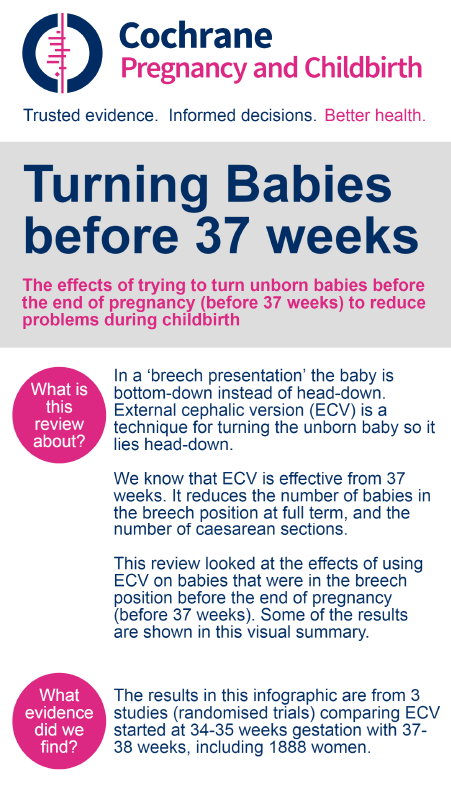 Cochrane
Pregnancy and Childbirth
Trusted evidence.  Informed decisions.  Better health.
Turning Babies
before 37 weeks
The effects of trying to turn unborn babies before
the end of pregnancy (before 37 weeks) to reduce
problems during childbirth
What is
this
review
about?
In a ‘breech presentation’ the baby is
bottom-down instead of head-down.
External cephalic version (ECV) is a
technique for turning the unborn baby so it
lies head-down.
We know that ECV is effective from 37
weeks. It reduces the number of babies in
the breech position at full term, and the
number of caesarean sections.
This review looked at the effects of using
ECV on babies that were in the breech
position before the end of pregnancy
(before 37 weeks). Some of the results
are shown in this visual summary.
What
evidence
did we
find?
The results in this infographic are from 3
studies (randomised trials) comparing ECV
started at 34-35 weeks gestation with 37-
38 weeks, including 1888 women.